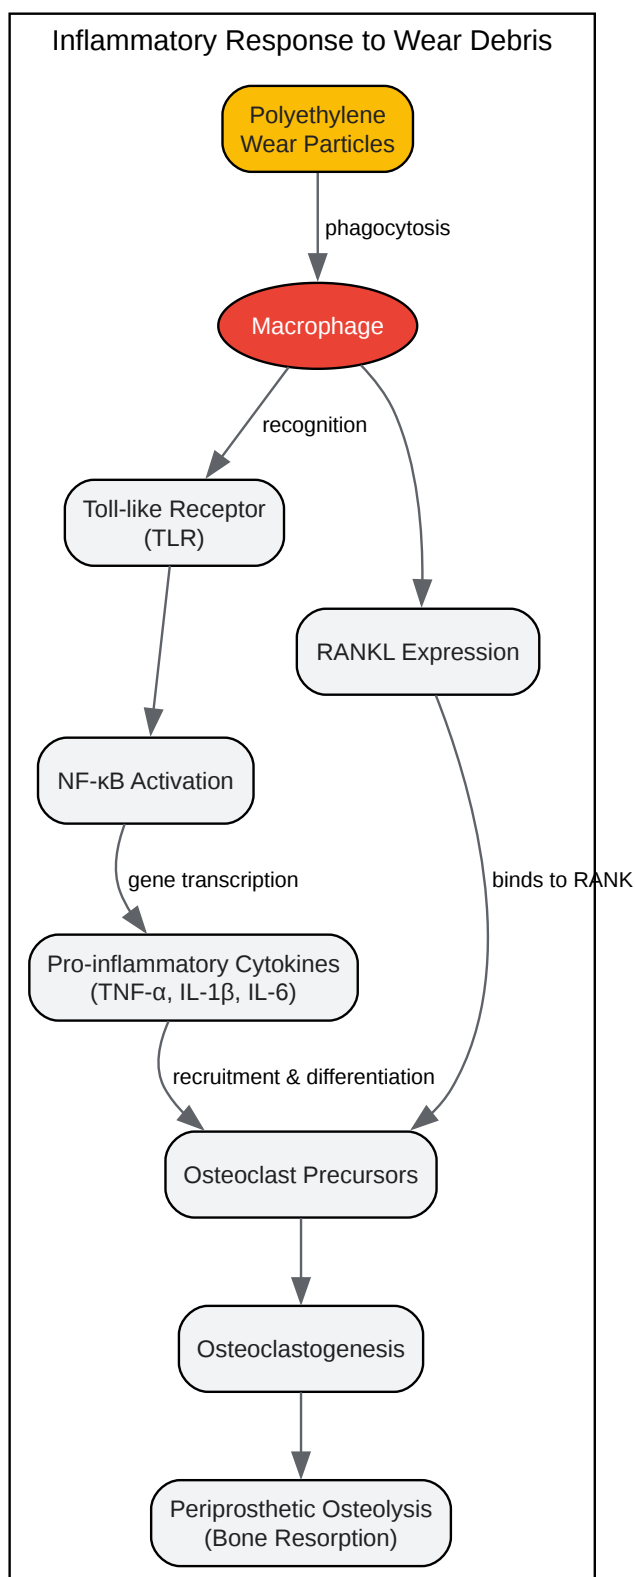 Inflammatory Response to Wear Debris
Polyethylene
Wear Particles
phagocytosis
Macrophage
recognition
Toll-like Receptor
(TLR)
RANKL Expression
NF-κB Activation
gene transcription
binds to RANK
Pro-inflammatory Cytokines
(TNF-α, IL-1β, IL-6)
recruitment & differentiation
Osteoclast Precursors
Osteoclastogenesis
Periprosthetic Osteolysis
(Bone Resorption)